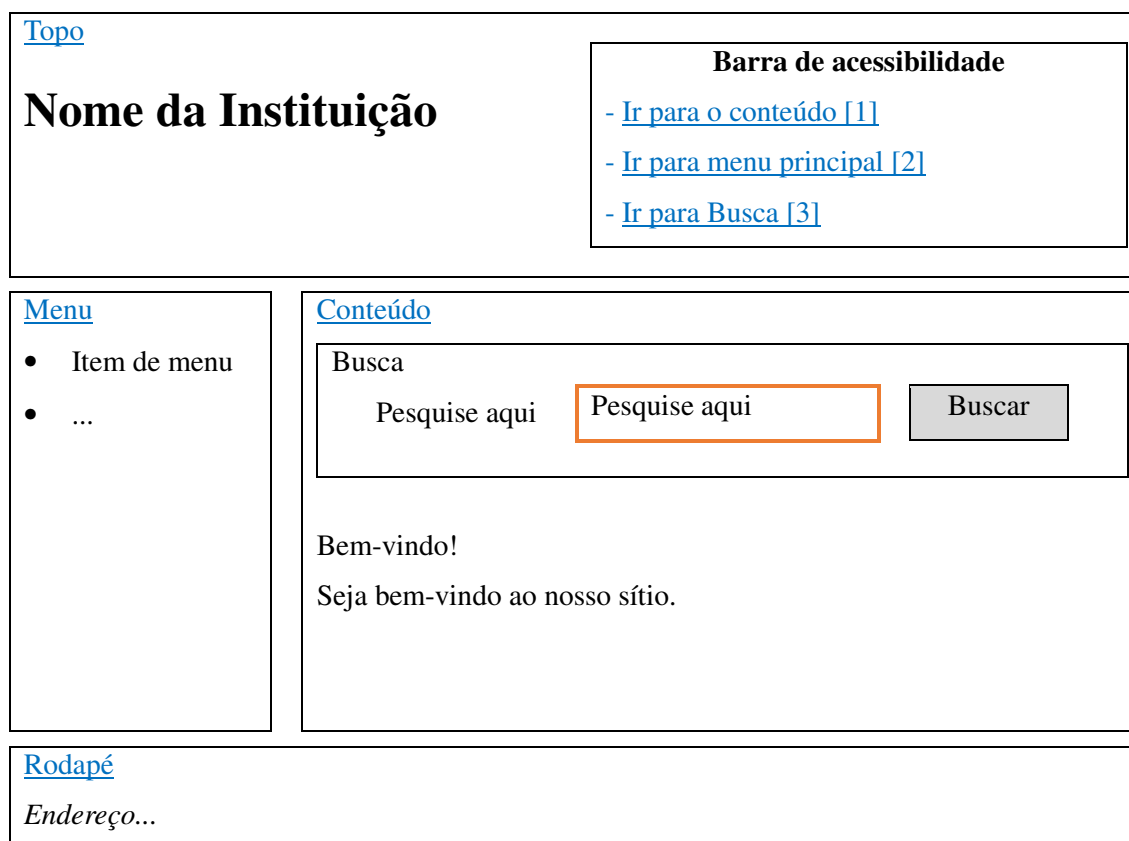 Topo
Nome da Instituição
Barra de acessibilidade
- Ir para o conteúdo [1]
- Ir para menu principal [2]
- Ir para Busca [3]
Menu
• Item de menu
• ...
Conteúdo
Busca
Pesquise aqui Pesquise aqui Buscar
Bem-vindo!
Seja bem-vindo ao nosso sítio.
Rodapé
Endereço...